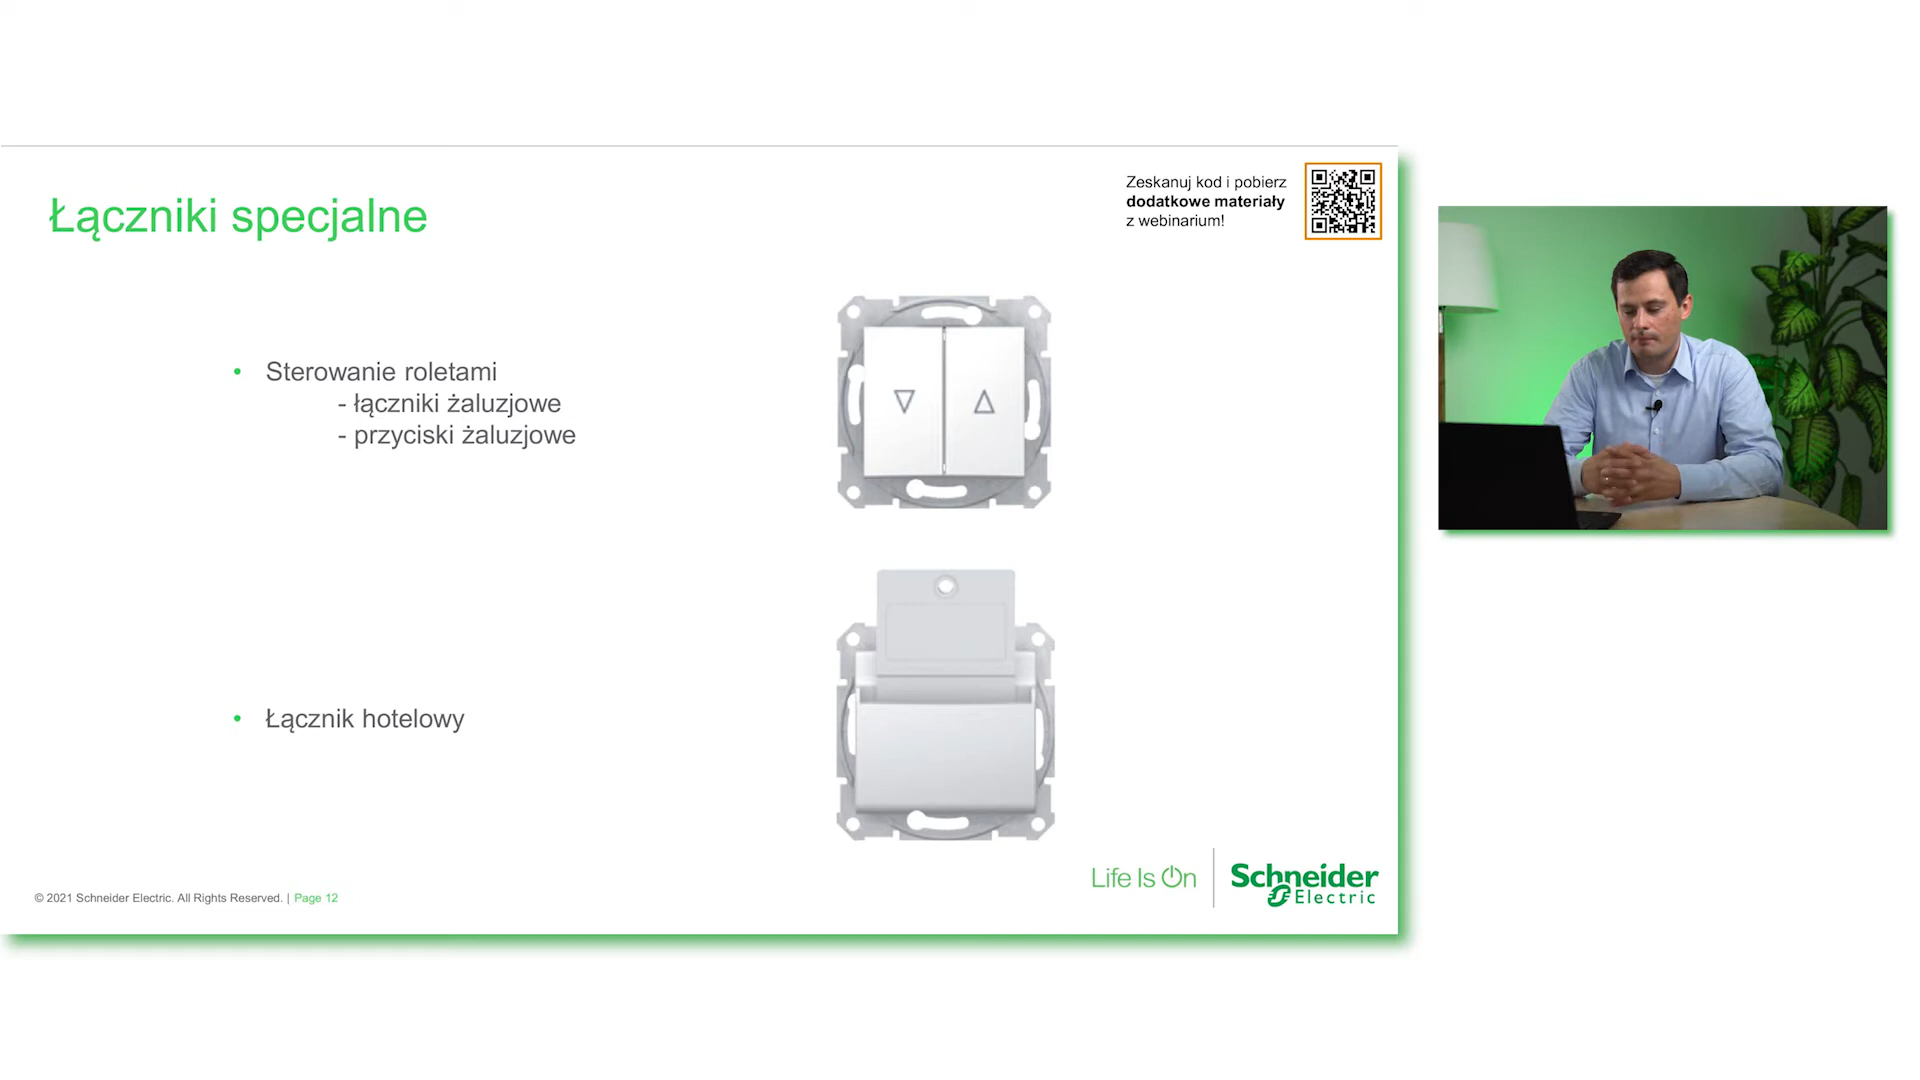 Zeskanuj kod i pobierz
dodatkowe materiały
z webinarium!
Łączniki specjalne
• Sterowanie roletami
- łączniki żaluzjowe
- przyciski żaluzjowe
• Łącznik hotelowy
Life Is On
Schneider
Electric
© 2021 Schneider Electric. All Rights Reserved. | Page 12